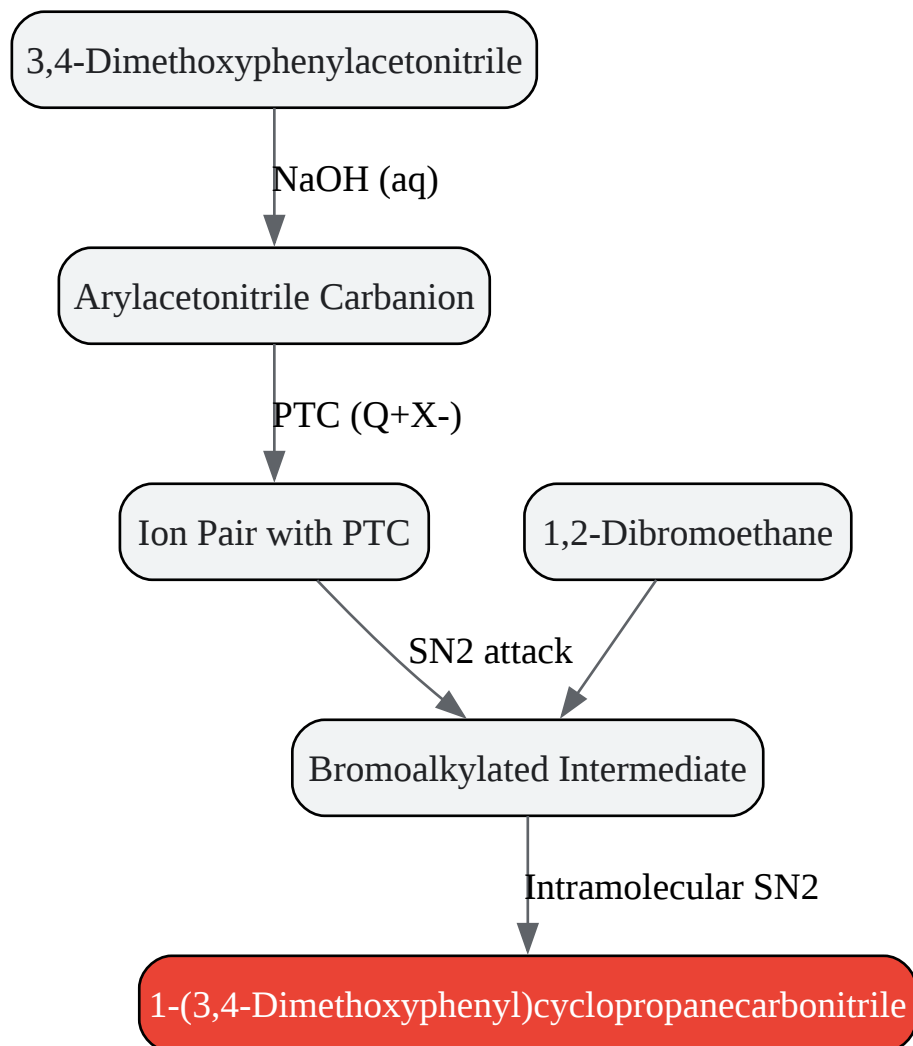 3,4-Dimethoxyphenylacetonitrile
NaOH (aq)
Arylacetonitrile Carbanion
PTC (Q+X-)
Ion Pair with PTC
1,2-Dibromoethane
SN2 attack
Bromoalkylated Intermediate
Intramolecular SN2
1-(3,4-Dimethoxyphenyl)cyclopropanecarbonitrile